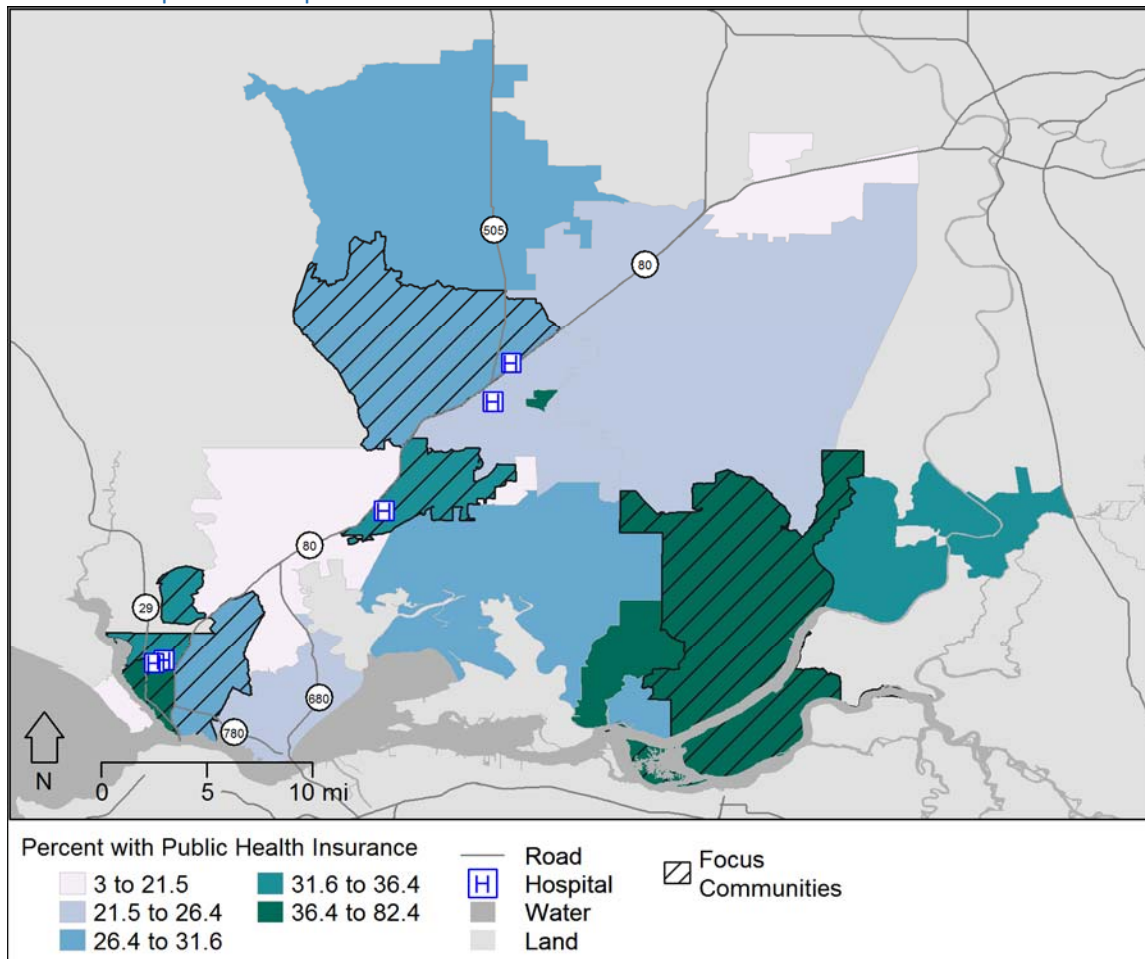 505
80
80
29
680
780
N
0 5 10 mi
Percent with Public Health Insurance
3 to 21.5
21.5 to 26.4
26.4 to 31.6
31.6 to 36.4
36.4 to 82.4
Road
H Hospital
Water
Land
Focus
Communities
H
H
H
H
H